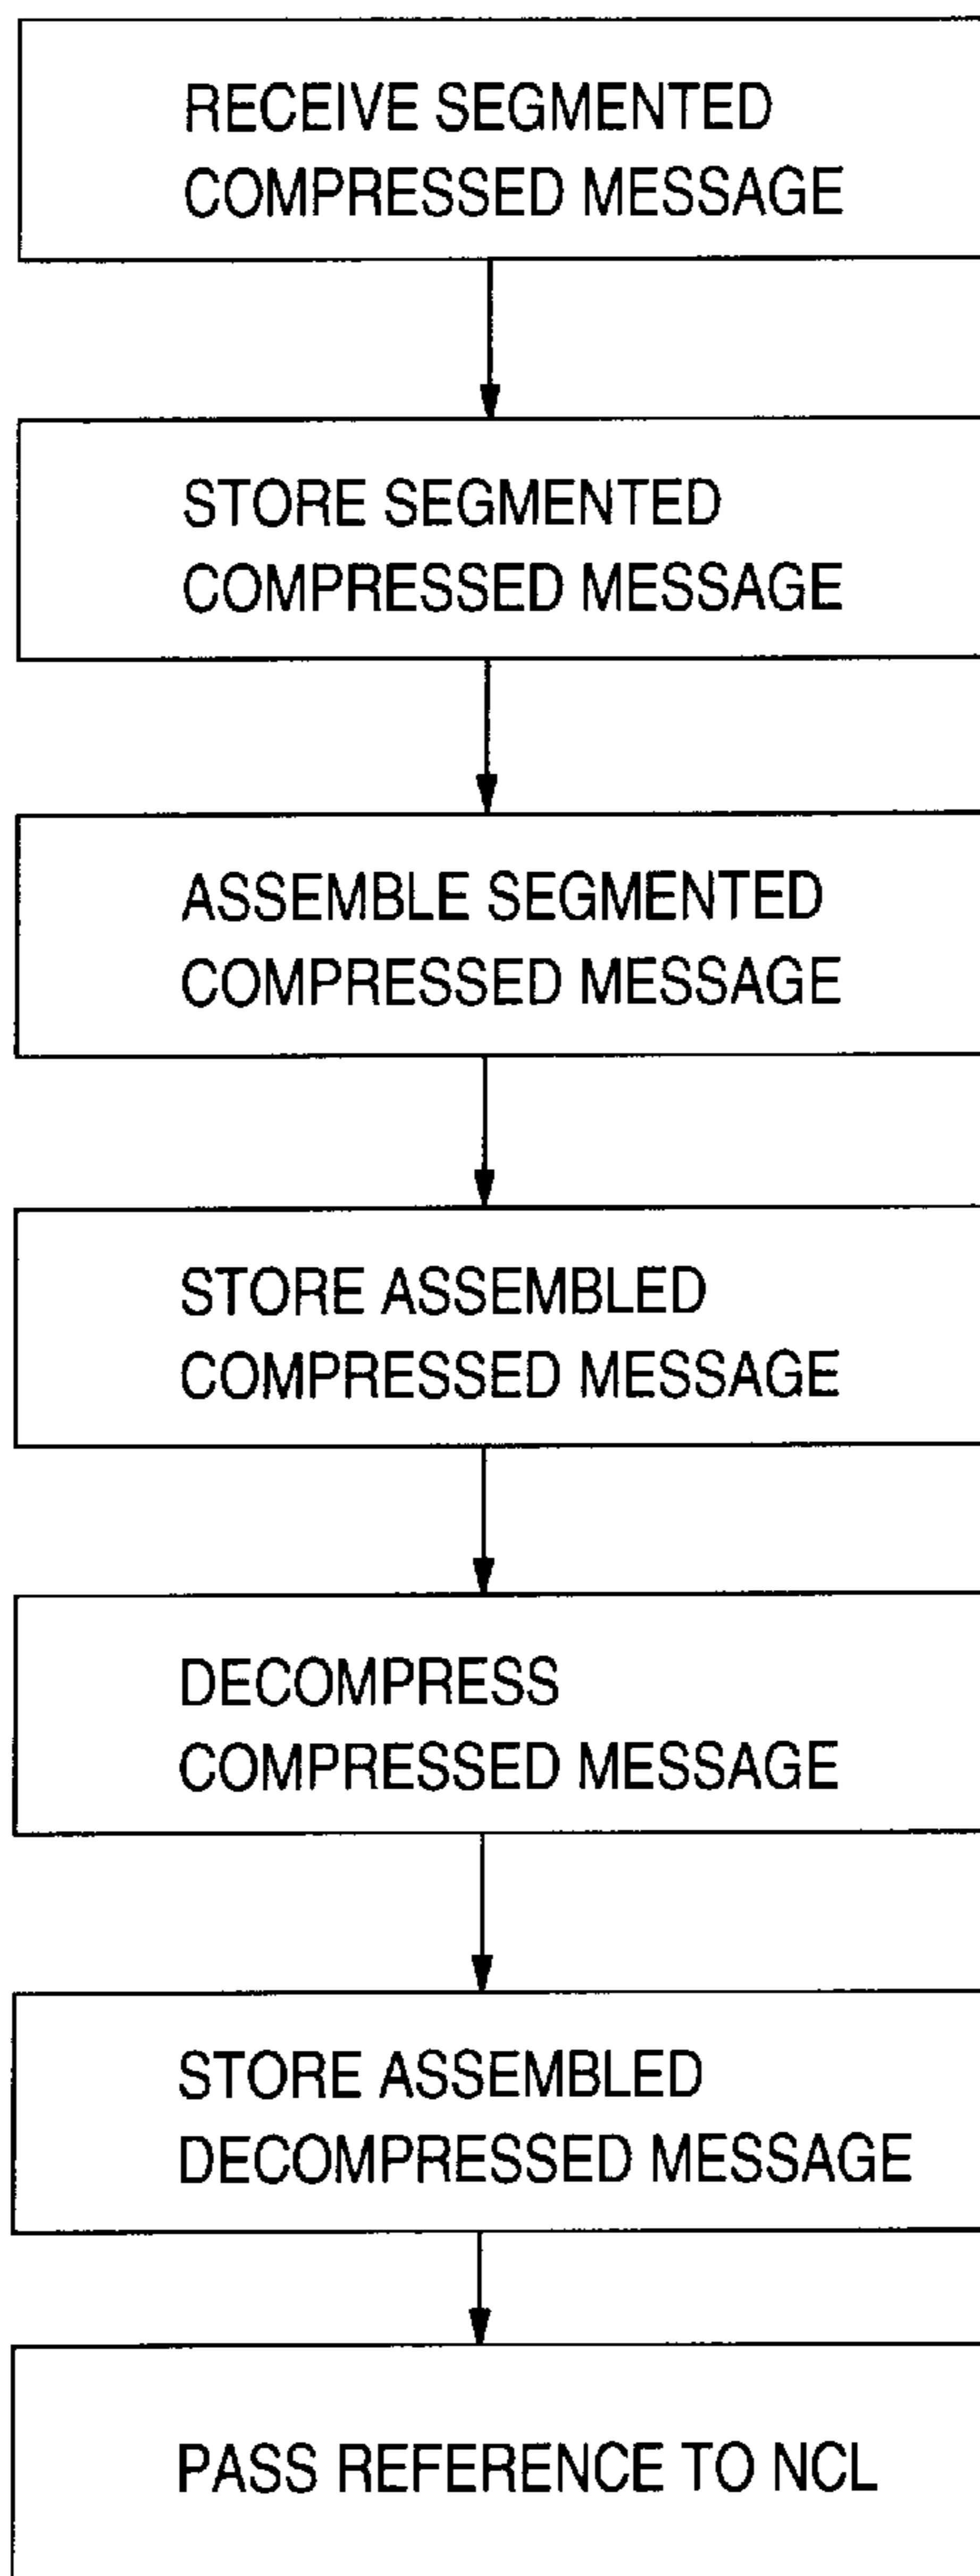 RECEIVE SEGMENTED
COMPRESSED MESSAGE
STORE SEGMENTED
COMPRESSED MESSAGE
ASSEMBLE SEGMENTED
COMPRESSED MESSAGE
STORE ASSEMBLED
COMPRESSED MESSAGE
DECOMPRESS
COMPRESSED MESSAGE
STORE ASSEMBLED
DECOMPRESSED MESSAGE
PASS REFERENCE TO NCL